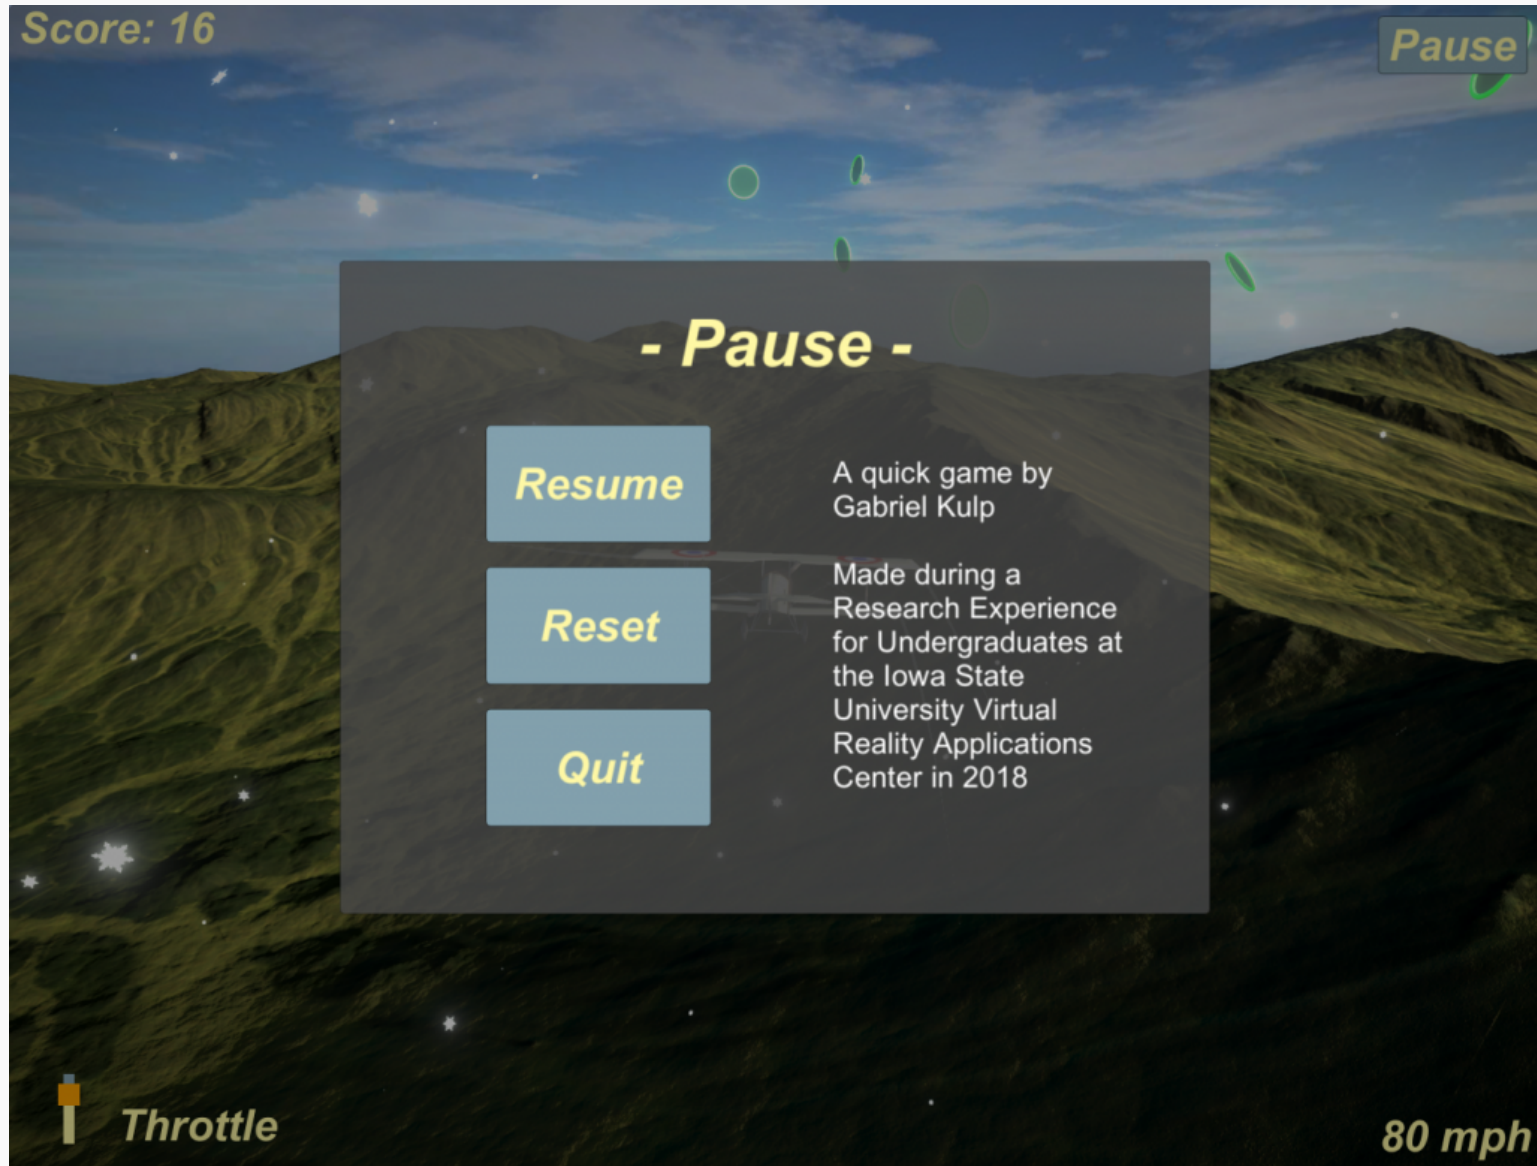 Score: 16
Pause
- Pause -
Resume
Reset
Quit
A quick game by
Gabriel Kulp
Made during a
Research Experience
for Undergraduates at
the Iowa State
University Virtual
Reality Applications
Center in 2018
Throttle
80 mph